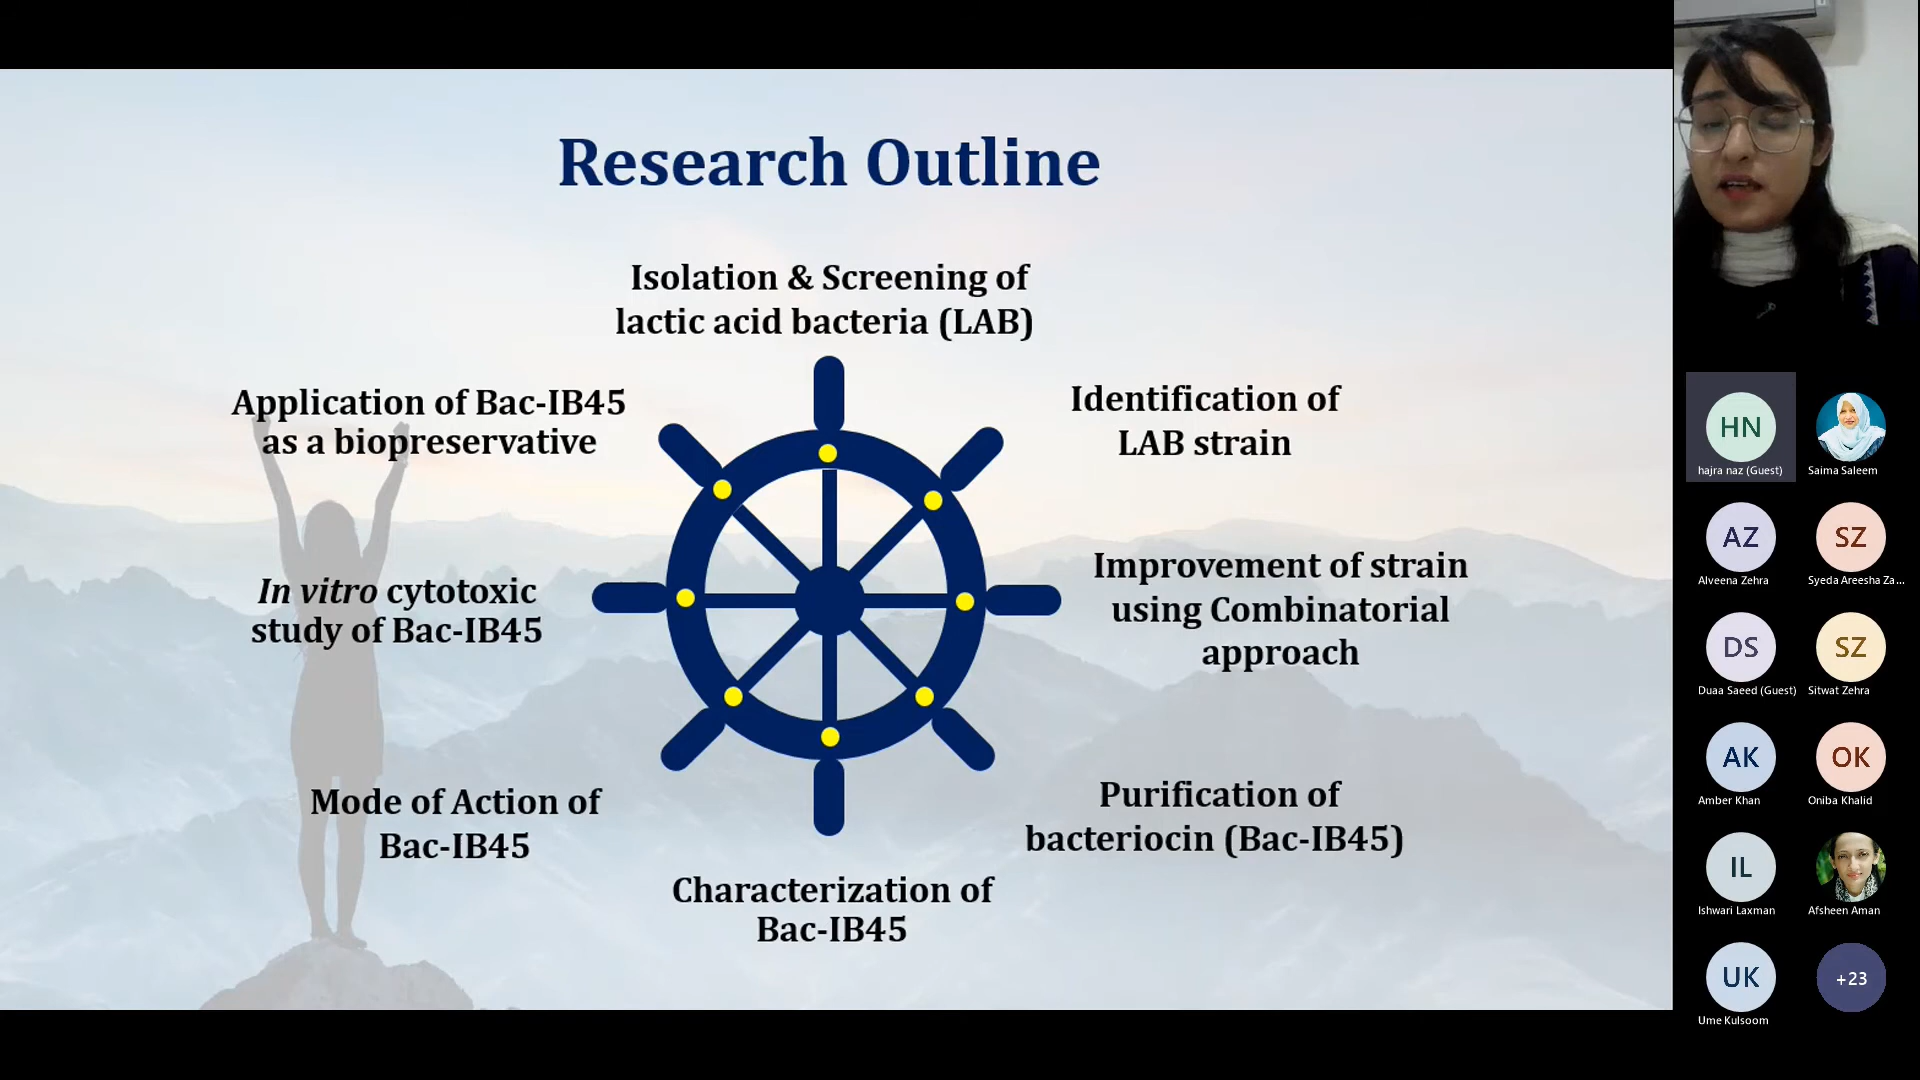 Research Outline
Isolation & Screening of
lactic acid bacteria (LAB)
Identification of
LAB strain
Improvement of strain
using Combinatorial
approach
Purification of
bacteriocin (Bac-IB45)
Characterization of
Bac-IB45
Mode of Action of
Bac-IB45
In vitro cytotoxic
study of Bac-IB45
Application of Bac-IB45
as a biopreservative
HN
hajra naz (Guest)
Saima Saleem
AZ
Alveena Zehra
SZ
Syeda Areesha Za...
DS
Duaa Saeed (Guest)
SZ
Sitwat Zehra
AK
Amber Khan
OK
Oniba Khalid
IL
Ishwari Laxman
Afsheen Aman
UK
Ume Kulsoom
+23